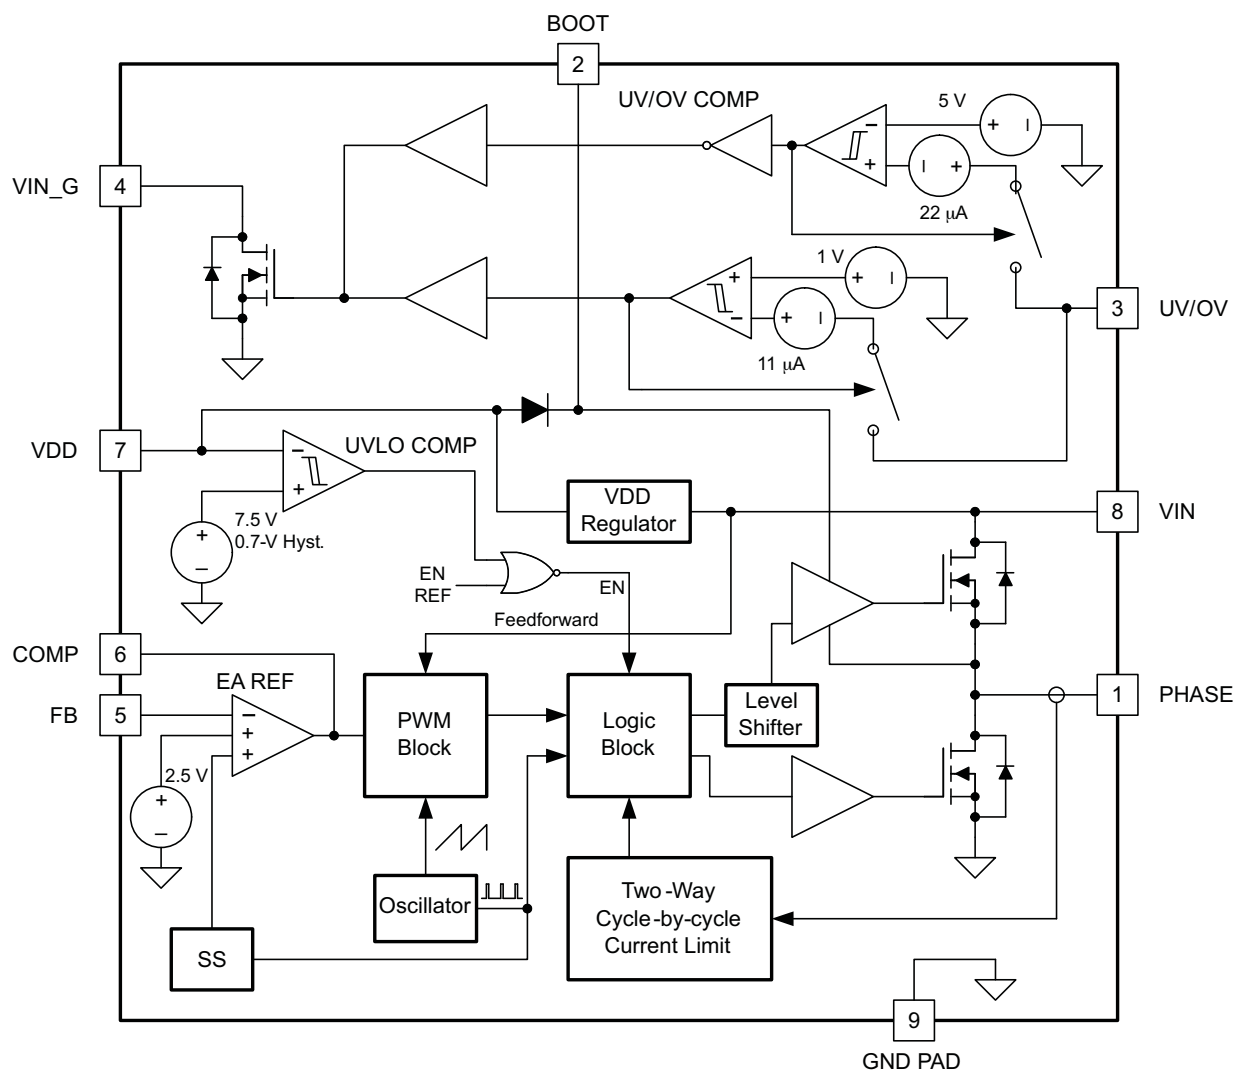 BOOT
2
UV/OV COMP
5 V
+ −
− +
22 μA
VIN_G
4
1 V
+ −
+ −
11 μA
3
UV/OV
VDD
7
UVLO COMP
− +
7.5 V
0.7-V Hyst.
+ −
VDD
Regulator
8
VIN
EN
REF
EN
Feedforward
COMP
6
EA REF
FB
5
− + +
2.5 V
+ −
PWM
Block
Logic
Block
Level
Shifter
1
PHASE
Oscillator
Two-Way
Cycle-by-cycle
Current Limit
SS
9
GND PAD